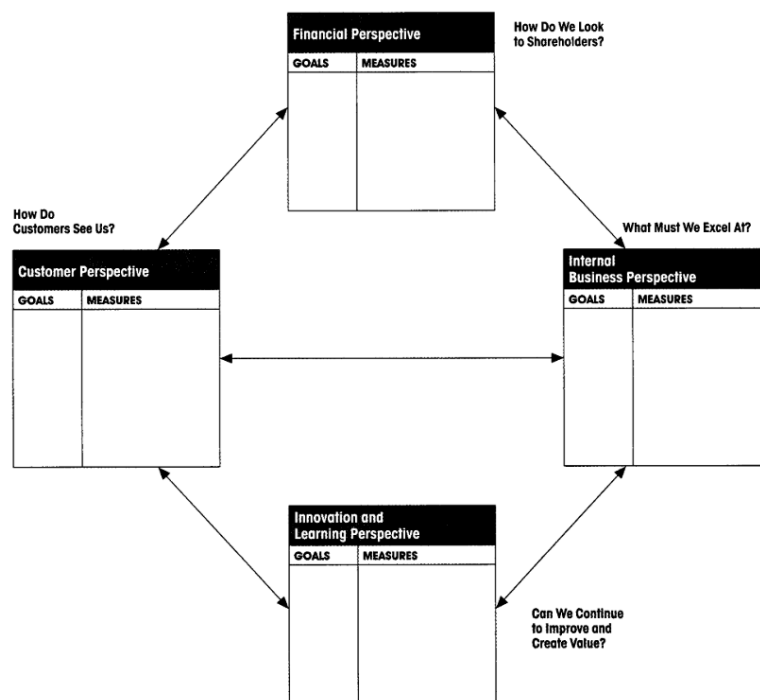 Financial Perspective
GOALS MEASURES
How Do We Look
to Shareholders?
How Do
Customers See Us?
Customer Perspective
GOALS MEASURES
What Must We Excel At?
Internal
Business Perspective
GOALS MEASURES
Innovation and
Learning Perspective
GOALS MEASURES
Can We Continue
to Improve and
Create Value?